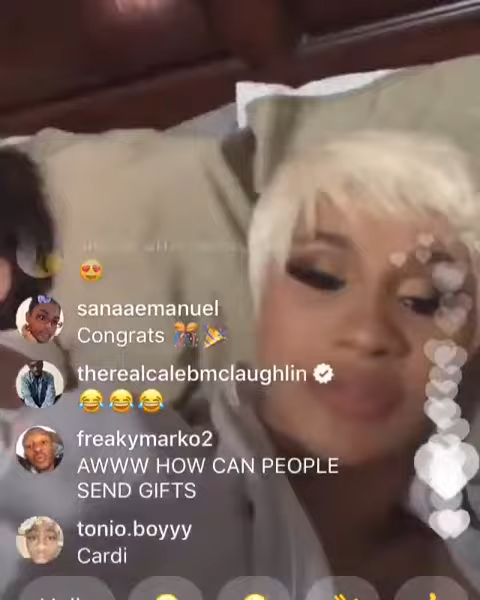 😍
sanaaemanuel
Congrats 🎊 🎉
therealcalebmclaughlin
😂 😂 😂
freakymarko2
AWWW HOW CAN PEOPLE
SEND GIFTS
tonio.boyyy
Cardi